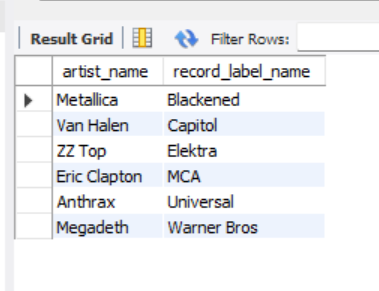 Result Grid Filter Rows:
artist_name record_label_name
Metallica Blackened
Van Halen Capitol
ZZ Top Elektra
Eric Clapton MCA
Anthrax Universal
Megadeth Warner Bros